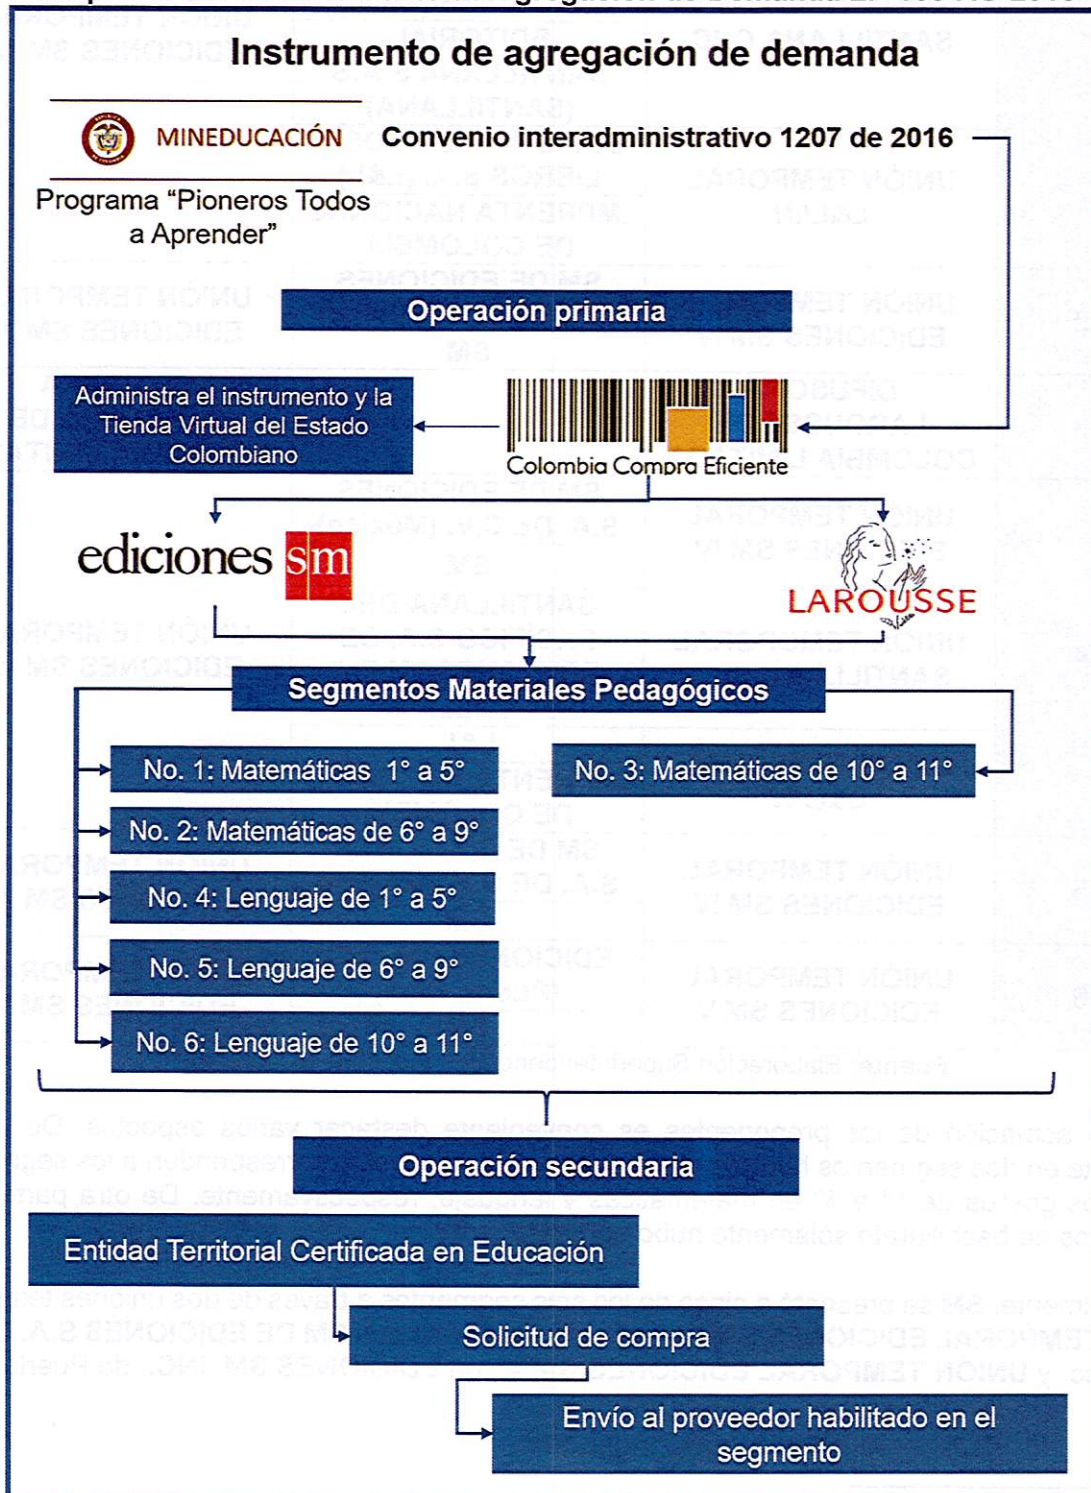 Instrumento de agregación de demanda
REPÚBLICA
MINEDUCACIÓN
Convenio interadministrativo 1207 de 2016
Programa “Pioneros Todos
a Aprender”
Operación primaria
Administra el instrumento y la
Tienda Virtual del Estado
Colombiano
Colombia Compra Eficiente
ediciones sm
LAROUSSE
Segmentos Materiales Pedagógicos
No. 1: Matemáticas 1° a 5°
No. 3: Matemáticas de 10° a 11°
No. 2: Matemáticas de 6° a 9°
No. 4: Lenguaje de 1° a 5°
No. 5: Lenguaje de 6° a 9°
No. 6: Lenguaje de 10° a 11°
Operación secundaria
Entidad Territorial Certificada en Educación
Solicitud de compra
Envío al proveedor habilitado en el
segmento